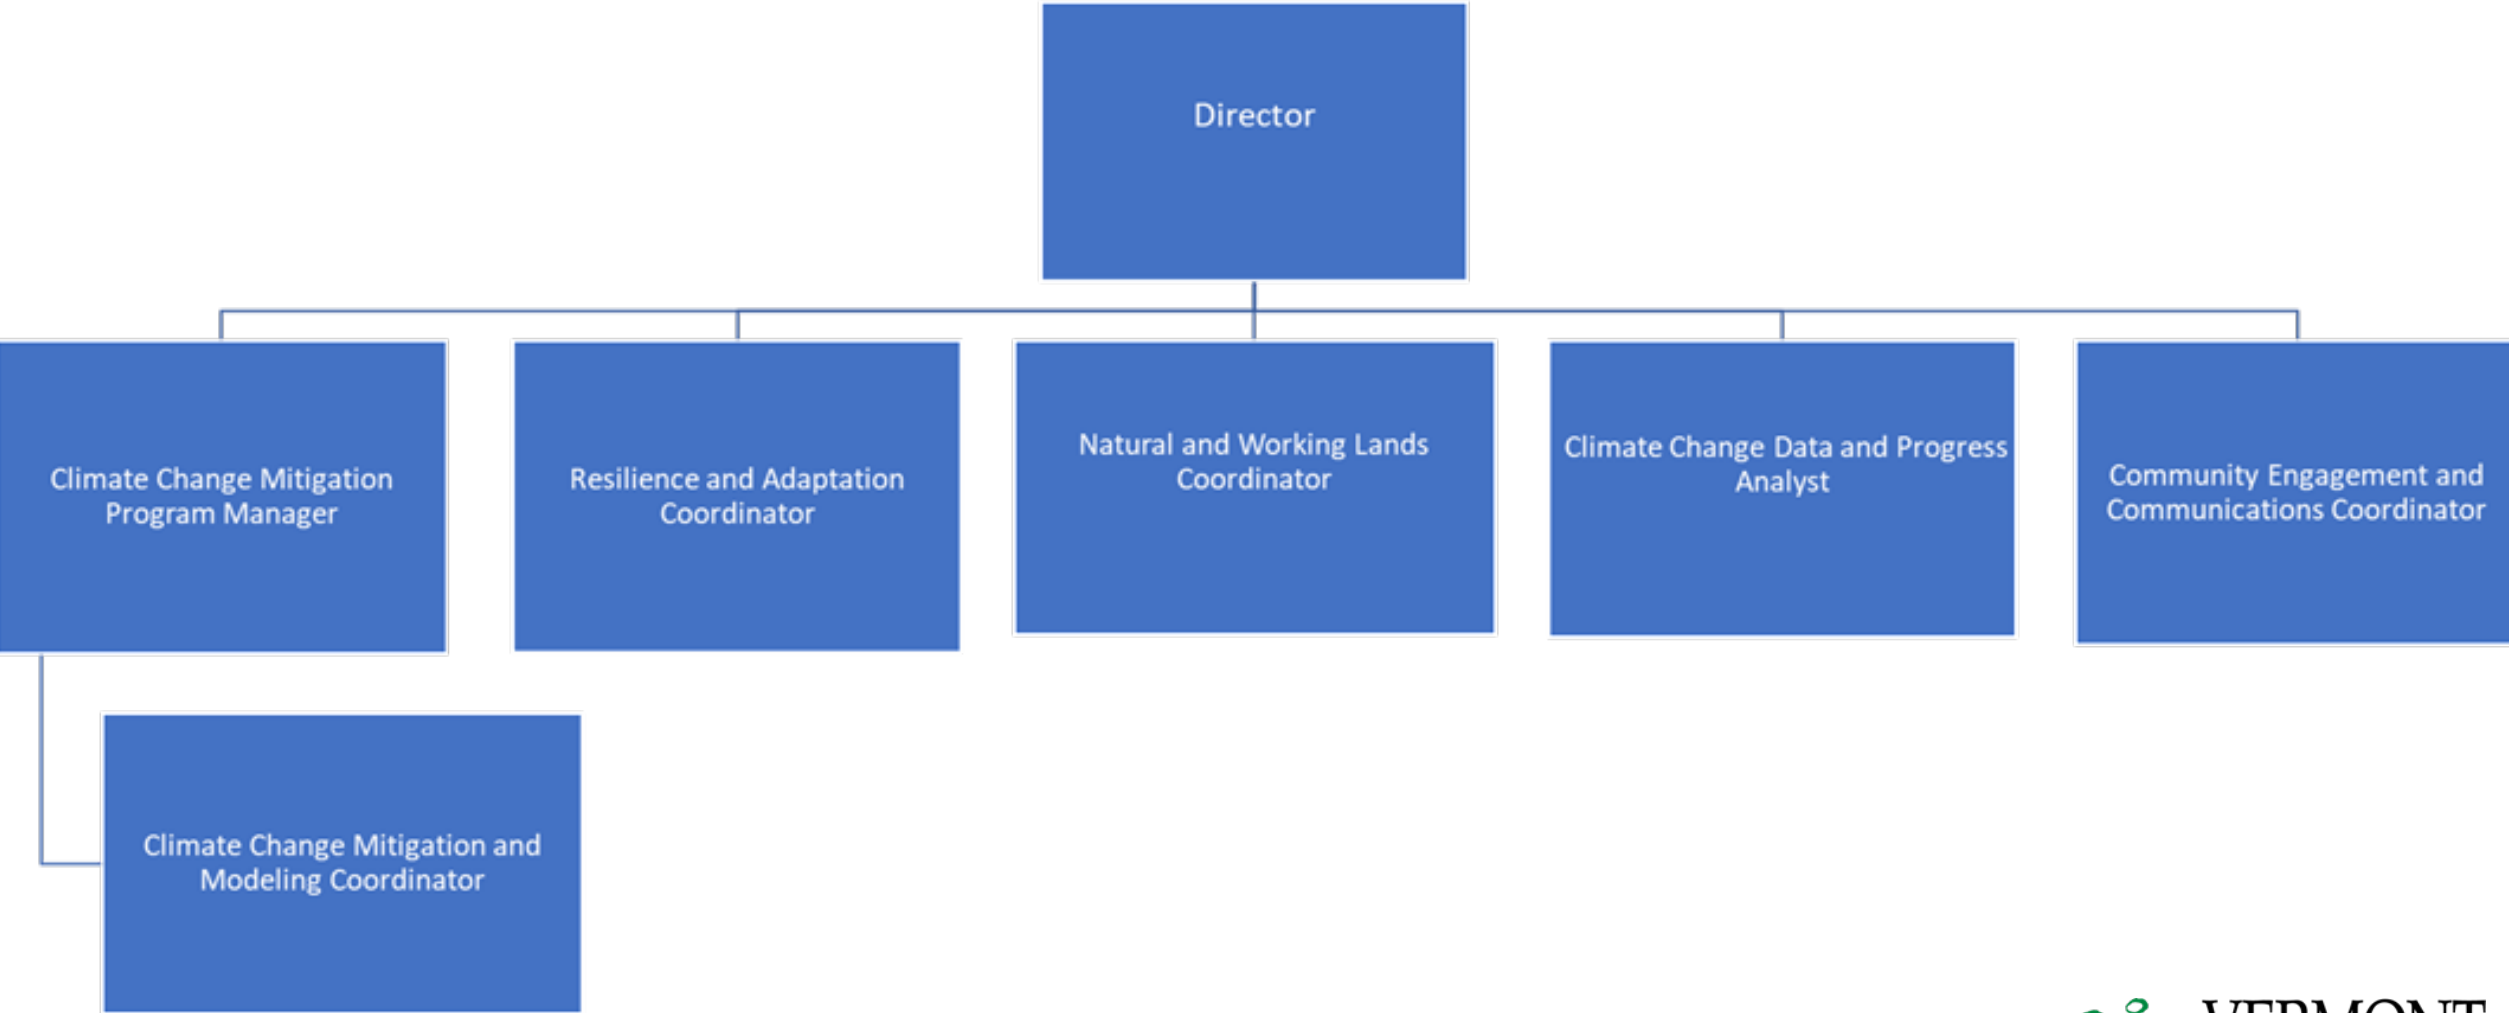 Director
Climate Change Mitigation
Program Manager
Resilience and Adaptation
Coordinator
Natural and Working Lands
Coordinator
Climate Change Data and Progress
Analyst
Community Engagement and
Communications Coordinator
Climate Change Mitigation and
Modeling Coordinator
VERMONT